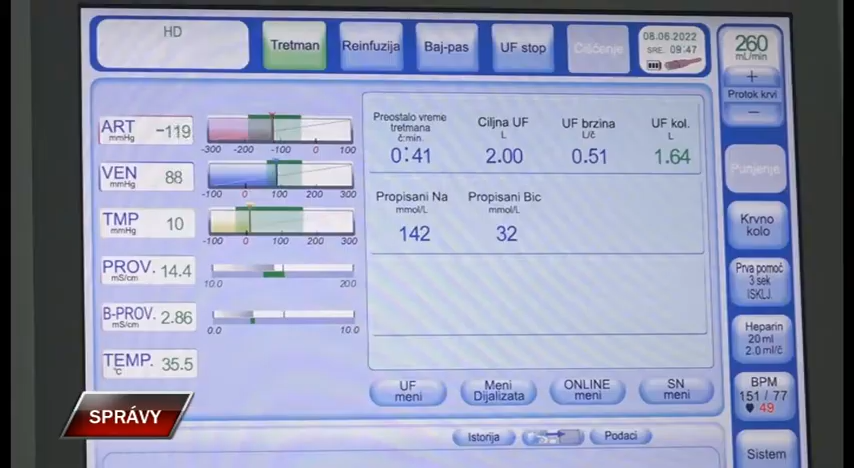 HD
Tretman
Reinfuzija
Baj-pas
UF stop
Čišćenje
08.06.2022
SRE. 09:47
260
mL/min
+
Protok krvi
−
Punjenje
Krvno
kolo
Prva pomoć
3 sek
ISKLJ.
Heparin
20 ml
2.0 ml/č
BPM
151 / 77
49
Sistem
ART
mmHg
-119
-300 -200 -100 0 100
VEN
mmHg
88
-100 0 100 200 300
TMP
mmHg
10
-100 0 100 200 300
PROV.
mS/cm
14.4
10.0 200
B-PROV.
mS/cm
2.86
0.0 10.0
TEMP.
°C
35.5
Preostalo vreme
tretmana
č:min.
0:41
Ciljna UF
L
2.00
UF brzina
L/č
0.51
UF kol.
L
1.64
Propisani Na
mmol/L
142
Propisani Bic
mmol/L
32
UF
meni
Meni
Dijalizata
ONLINE
meni
SN
meni
Istorija
Podaci
SPRÁVY